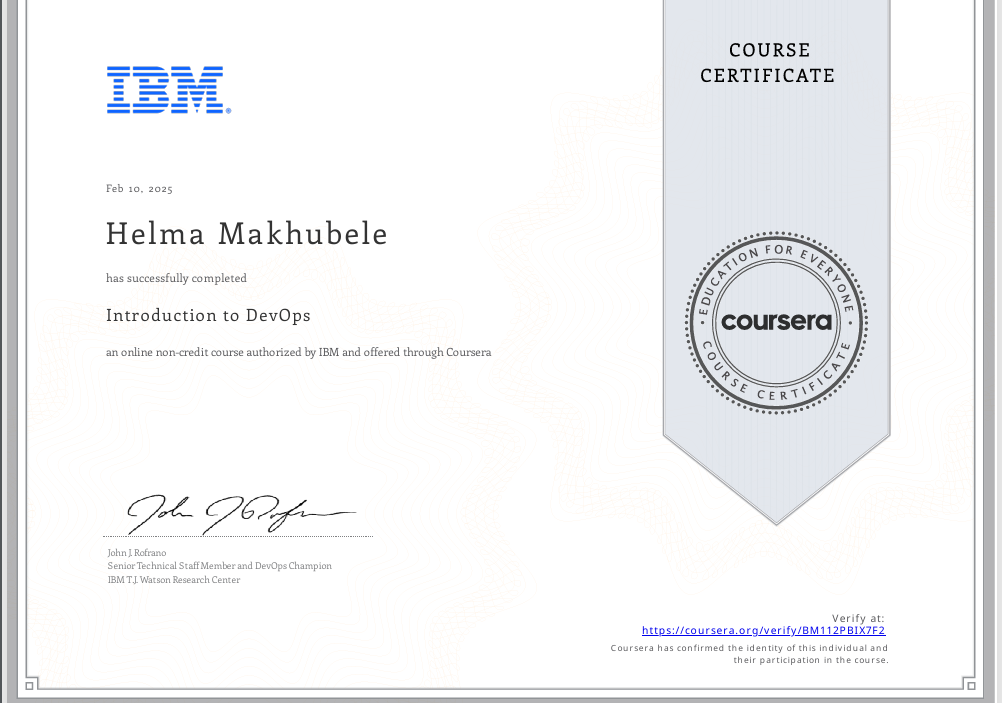 COURSE
CERTIFICATE
IBM®
Feb 10, 2025
Helma Makhubele
has successfully completed
Introduction to DevOps
an online non-credit course authorized by IBM and offered through Coursera
EDUCATION FOR EVERYONE
coursera
COURSE CERTIFICATE
John J Rofrano
John J. Rofrano
Senior Technical Staff Member and DevOps Champion
IBM T.J. Watson Research Center
Verify at:
https://coursera.org/verify/BM112PBIX7F2
Coursera has confirmed the identity of this individual and
their participation in the course.